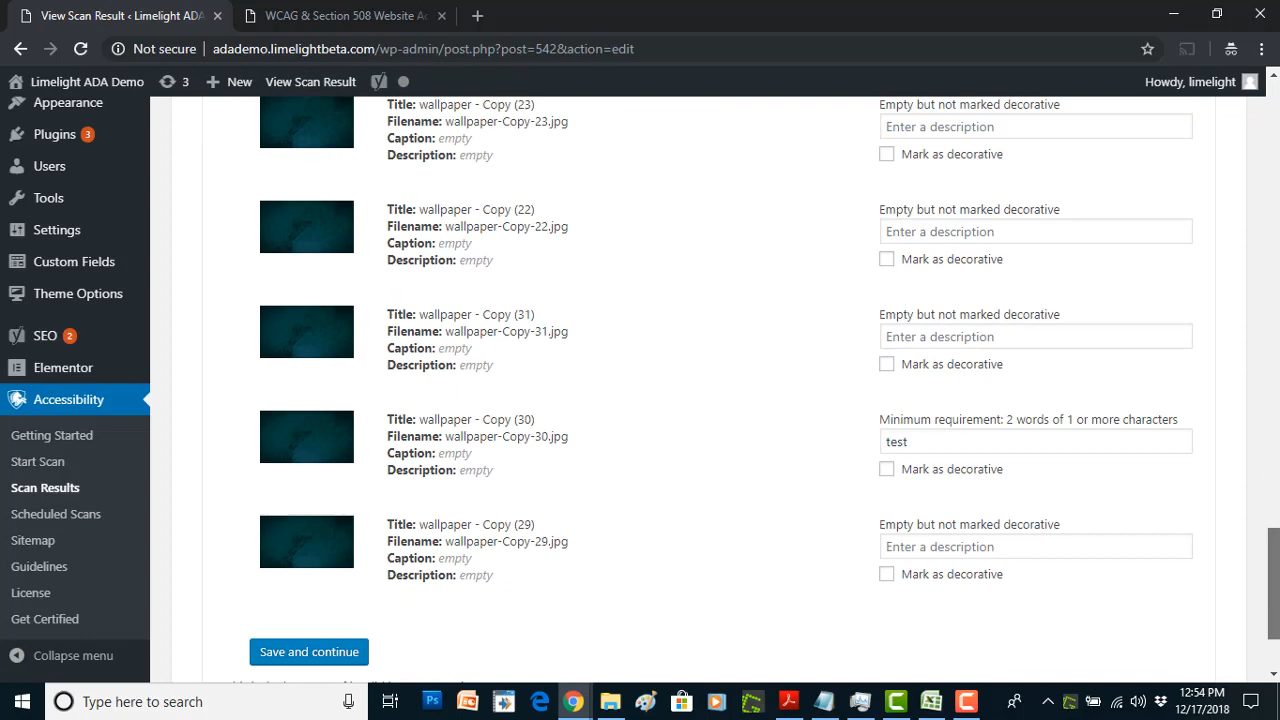 View Scan Result ‹ Limelight ADA
WCAG & Section 508 Website Ac
Not secure
adademo.limelightbeta.com/wp-admin/post.php?post=542&action=edit
Limelight ADA Demo
3
New
View Scan Result
Howdy, limelight
Appearance
Plugins 3
Users
Tools
Settings
Custom Fields
Theme Options
SEO 2
Elementor
Accessibility
Getting Started
Start Scan
Scan Results
Scheduled Scans
Sitemap
Guidelines
License
Get Certified
Collapse menu
Title: wallpaper - Copy (23)
Filename: wallpaper-Copy-23.jpg
Caption: empty
Description: empty
Empty but not marked decorative
Enter a description
Mark as decorative
Title: wallpaper - Copy (22)
Filename: wallpaper-Copy-22.jpg
Caption: empty
Description: empty
Empty but not marked decorative
Enter a description
Mark as decorative
Title: wallpaper - Copy (31)
Filename: wallpaper-Copy-31.jpg
Caption: empty
Description: empty
Empty but not marked decorative
Enter a description
Mark as decorative
Title: wallpaper - Copy (30)
Filename: wallpaper-Copy-30.jpg
Caption: empty
Description: empty
Minimum requirement: 2 words of 1 or more characters
test
Mark as decorative
Title: wallpaper - Copy (29)
Filename: wallpaper-Copy-29.jpg
Caption: empty
Description: empty
Empty but not marked decorative
Enter a description
Mark as decorative
Save and continue
Type here to search
12:54 PM
12/17/2018